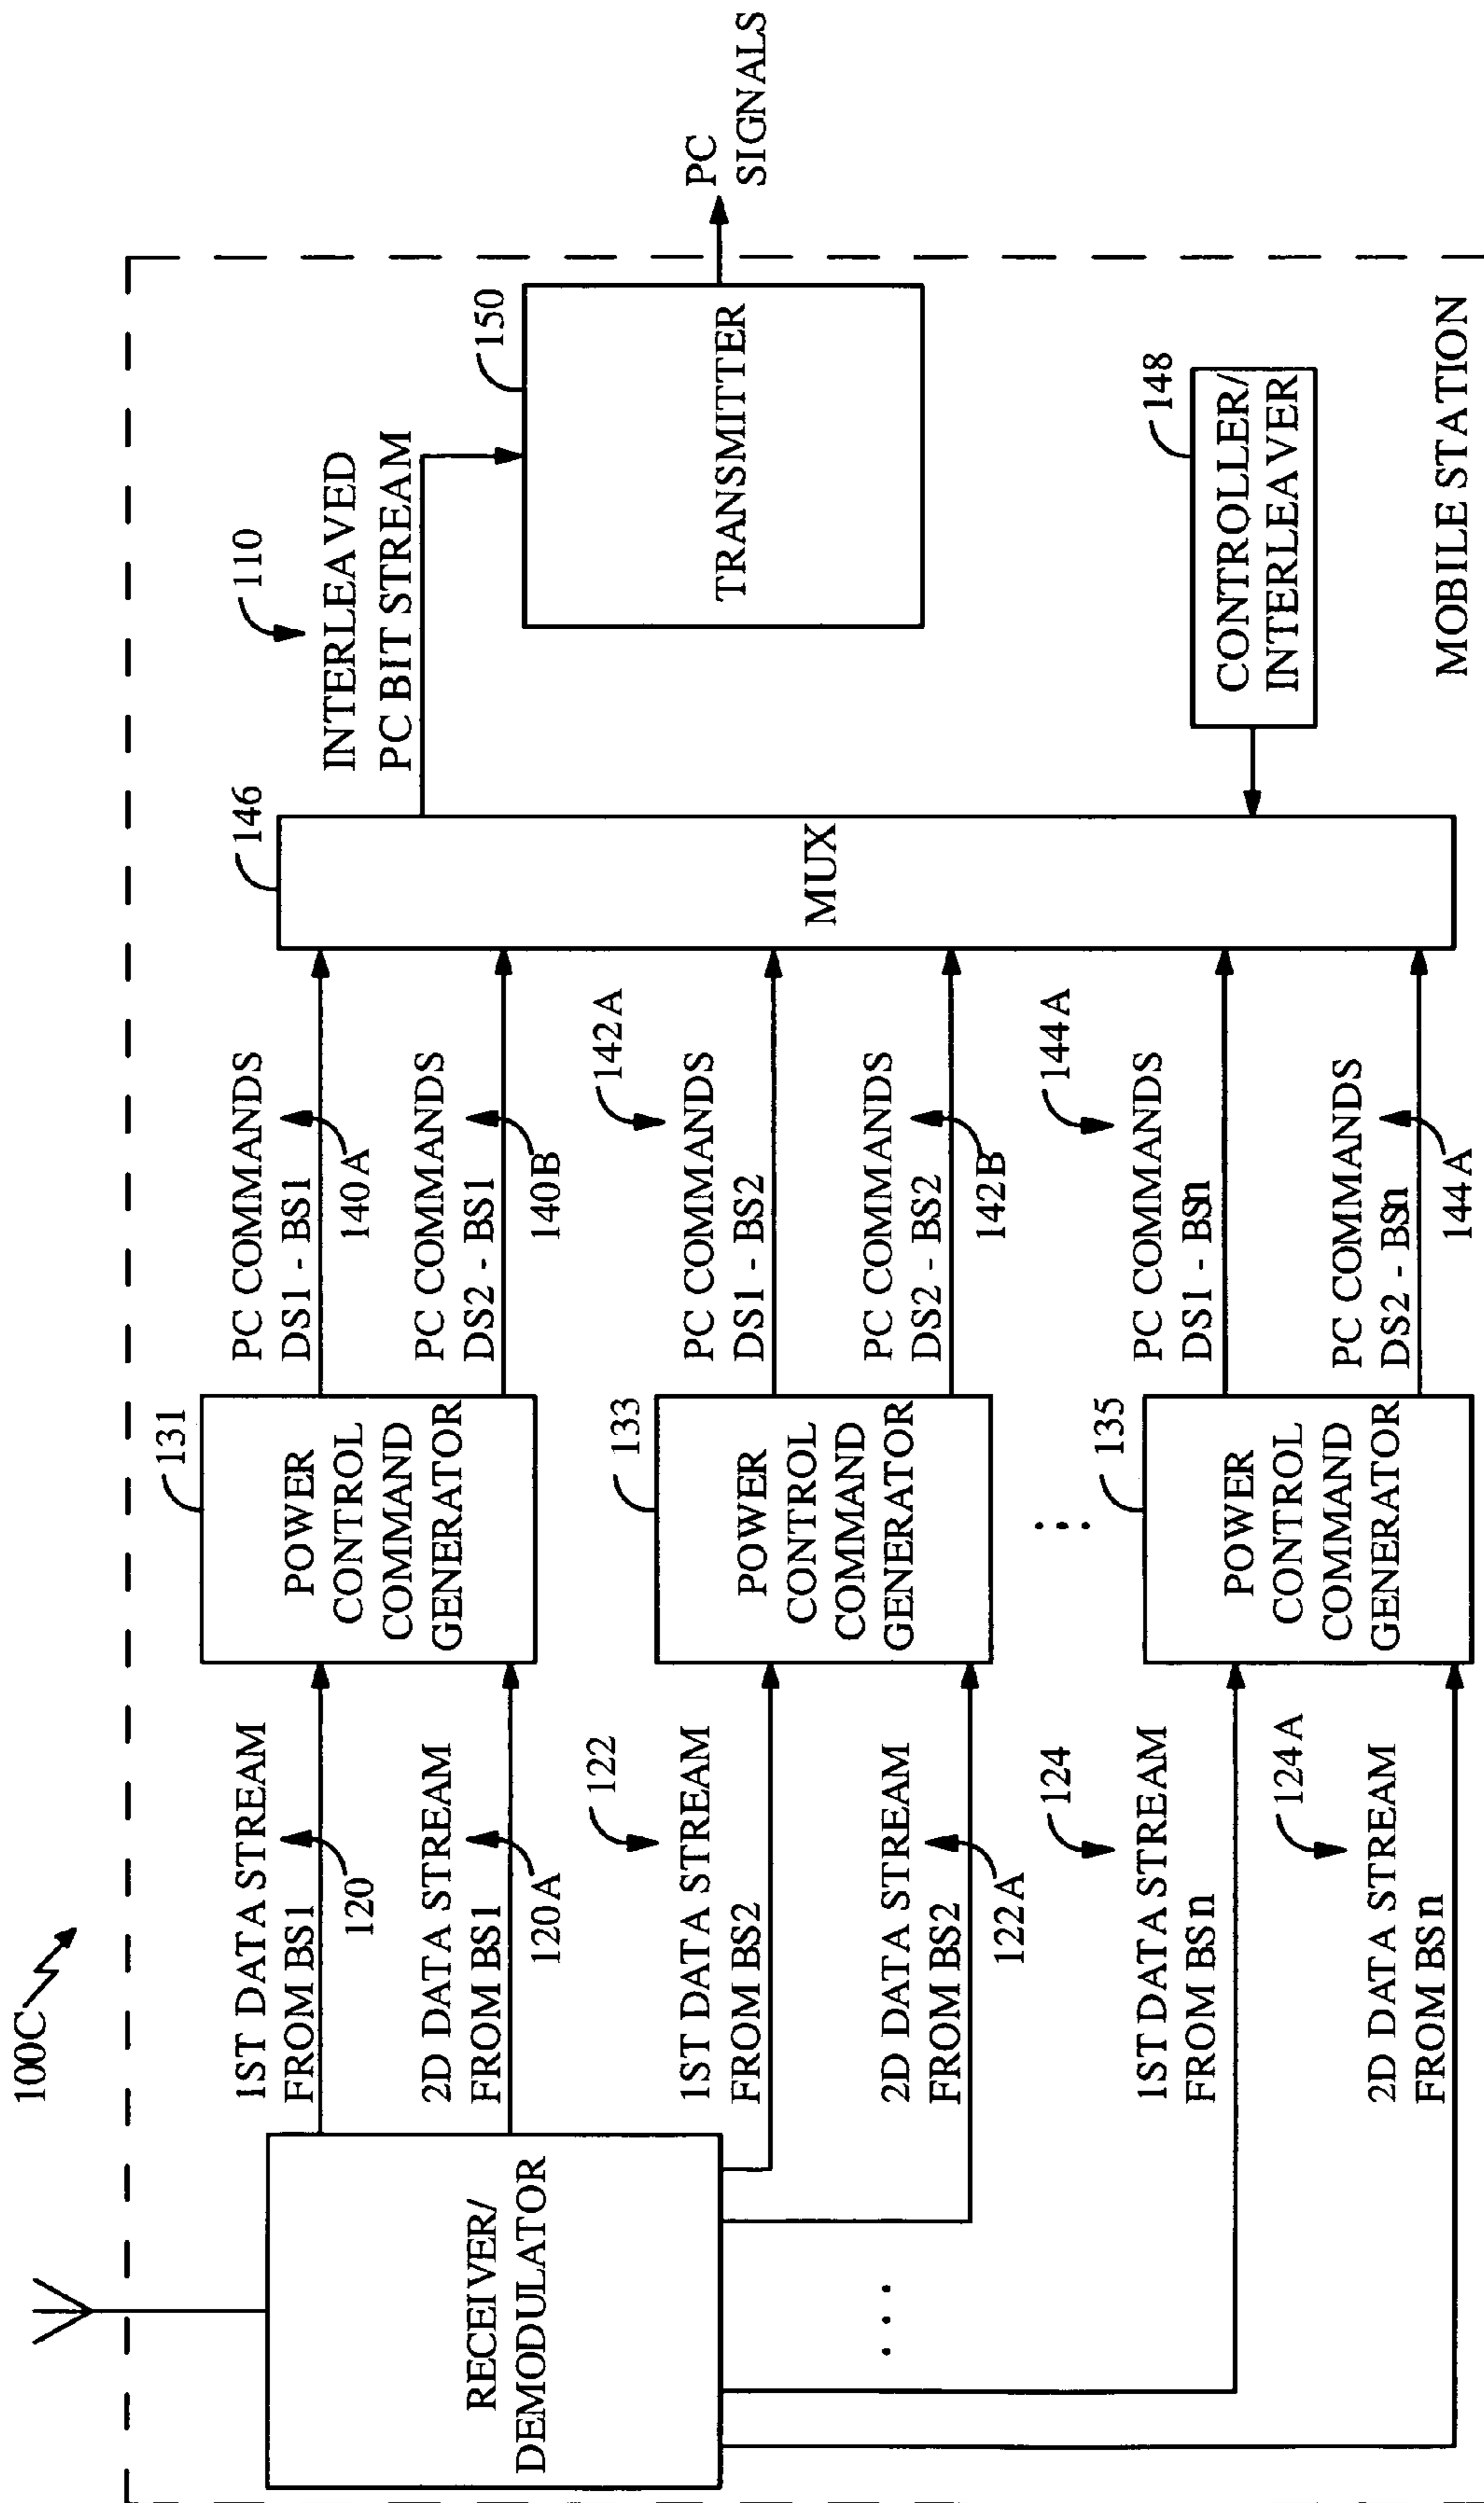 100C
RECEIVER/
DEMODULATOR
1ST DATA STREAM
FROM BS1
120
2D DATA STREAM
FROM BS1
120A
122
1ST DATA STREAM
FROM BS2
2D DATA STREAM
FROM BS2
122A
124
1ST DATA STREAM
FROM BSn
124A
2D DATA STREAM
FROM BSn
131
POWER
CONTROL
COMMAND
GENERATOR
133
POWER
CONTROL
COMMAND
GENERATOR
135
POWER
CONTROL
COMMAND
GENERATOR
PC COMMANDS
DS1 - BS1
140A
PC COMMANDS
DS2 - BS1
140B
142A
PC COMMANDS
DS1 - BS2
PC COMMANDS
DS2 - BS2
142B
144A
PC COMMANDS
DS1 - BSn
PC COMMANDS
DS2 - BSn
144A
146
MUX
110
INTERLEAVED
PC BIT STREAM
150
TRANSMITTER
148
CONTROLLER/
INTERLEAVER
MOBILE STATION
PC
SIGNALS